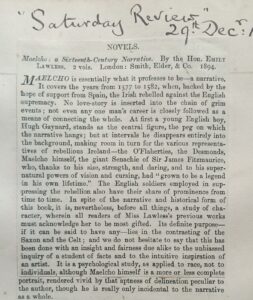 "Saturday Review"
29th Decr. 1
NOVELS.
Maelcho: a Sixteenth-Century Narrative. By the HON. EMILY
LAWLESS. 2 vols. London: Smith, Elder, & Co. 1894.
MAELCHO is essentially what it professes to be—a narrative.
It covers the years from 1537 to 1582, when, backed by the
hope of support from Spain, the Irish rebelled against the English
supremacy. No love-story is inserted into the chain of grim
events; not even any one man's career is closely followed as a
means of connecting the whole. At first a young English boy,
Hugh Gaynard, stands as the central figure, the peg on which
the narrative hangs; but at intervals he disappears entirely into
the background, making room in turn for the various representa-
tives of rebellious Ireland—the O'Flaherties, the Desmonds,
Maelcho himself, the giant Senachie of Sir James Fitzmaurice,
who, thanks to his size, strength, and daring, and to his super-
natural powers of vision and cursing, had "grown to be a legend
in his own lifetime." The English soldiers employed in sup-
pressing the rebellion also have their share of prominence from
time to time. In spite of the narrative and historical form of
this book, it is, nevertheless, before all things, a study of cha-
racter, wherein all readers of Miss Lawless's previous works
must acknowledge her to be most gifted. Its definite purpose—
if it can be said to have any—lies in the contrasting of the
Saxon and the Celt; and we do not hesitate to say that this has
been done with an insight and fairness due alike to the unbiassed
inquiry of a student of facts and to the intuitive inspiration of
an artist. It is a psychological study, as applied to race, not to
individuals, although Maelcho himself is a more or less complete
portrait, rendered vivid by that aptness of delineation peculiar to
the author, though he is really only incidental to the narrative
as a whole.